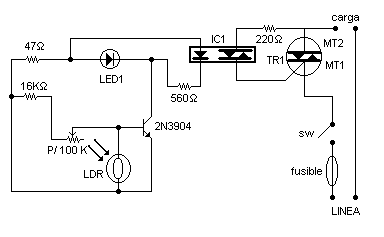 IC1
220Ω
carga
47Ω
MT2
TR1
MT1
LED1
16KΩ
560Ω
2N3904
sw
P/ 100 K
LDR
fusible
LINEA